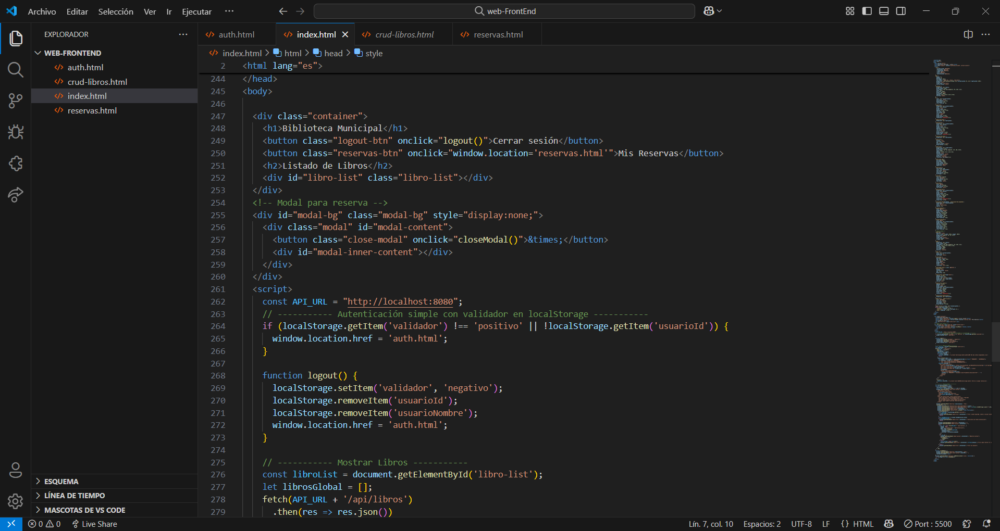 Archivo Editar Selección Ver Ir Ejecutar ···
web-FrontEnd
EXPLORADOR
WEB-FRONTEND
auth.html
crud-libros.html
index.html
reservas.html
ESQUEMA
LÍNEA DE TIEMPO
MASCOTAS DE VS CODE
auth.html index.html crud-libros.html reservas.html
index.html > html > head > style
2 <html lang="es">
244 </head>
245 <body>
246
247 <div class="container">
248 <h1>Biblioteca Municipal</h1>
249 <button class="logout-btn" onclick="logout()">Cerrar sesión</button>
250 <button class="reservas-btn" onclick="window.location='reservas.html'">Mis Reservas</button>
251 <h2>Listado de Libros</h2>
252 <div id="libro-list" class="libro-list"></div>
253 </div>
254 <!-- Modal para reserva -->
255 <div id="modal-bg" class="modal-bg" style="display:none;">
256 <div class="modal" id="modal-content">
257 <button class="close-modal" onclick="closeModal()">&times;</button>
258 <div id="modal-inner-content"></div>
259 </div>
260 </div>
261 <script>
262 const API_URL = "http://localhost:8080";
263 // ----------- Autenticación simple con validador en localStorage -----------
264 if (localStorage.getItem('validador') !== 'positivo' || !localStorage.getItem('usuarioId')) {
265 window.location.href = 'auth.html';
266 }
267
268 function logout() {
269 localStorage.setItem('validador', 'negativo');
270 localStorage.removeItem('usuarioId');
271 localStorage.removeItem('usuarioNombre');
272 window.location.href = 'auth.html';
273 }
274
275 // ----------- Mostrar Libros -----------
276 const libroList = document.getElementById('libro-list');
277 let librosGlobal = [];
278 fetch(API_URL + '/api/libros')
279 .then(res => res.json())
0 0 Live Share Lín. 7, col. 10 Espacios: 2 UTF-8 LF {} HTML Port : 5500